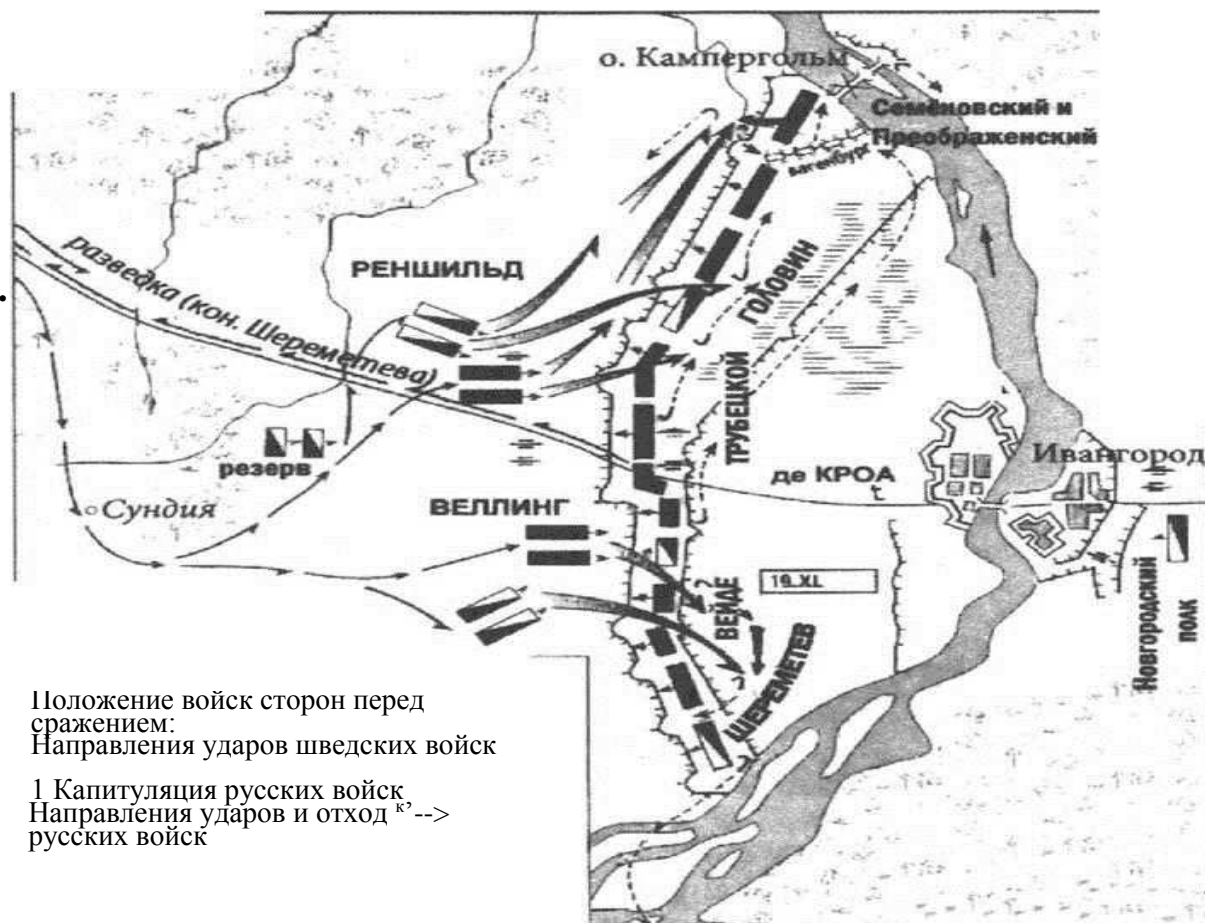 о. Кампергольм
Семёновский и
Преображенский
вагенбург
РЕНШИЛЬД
разведка (кон. Шереметева)
ГОЛОВИН
ТРУБЕЦКОЙ
резерв
Сундия
ВЕЛЛИНГ
де КРОА
Ивангород
19.XI.
ВЕЙДЕ
ШЕРЕМЕТЕВ
Новгородский
полк
Положение войск сторон перед
сражением:
Направления ударов шведских войск
1 Капитуляция русских войск
Направления ударов и отход к’-->
русских войск